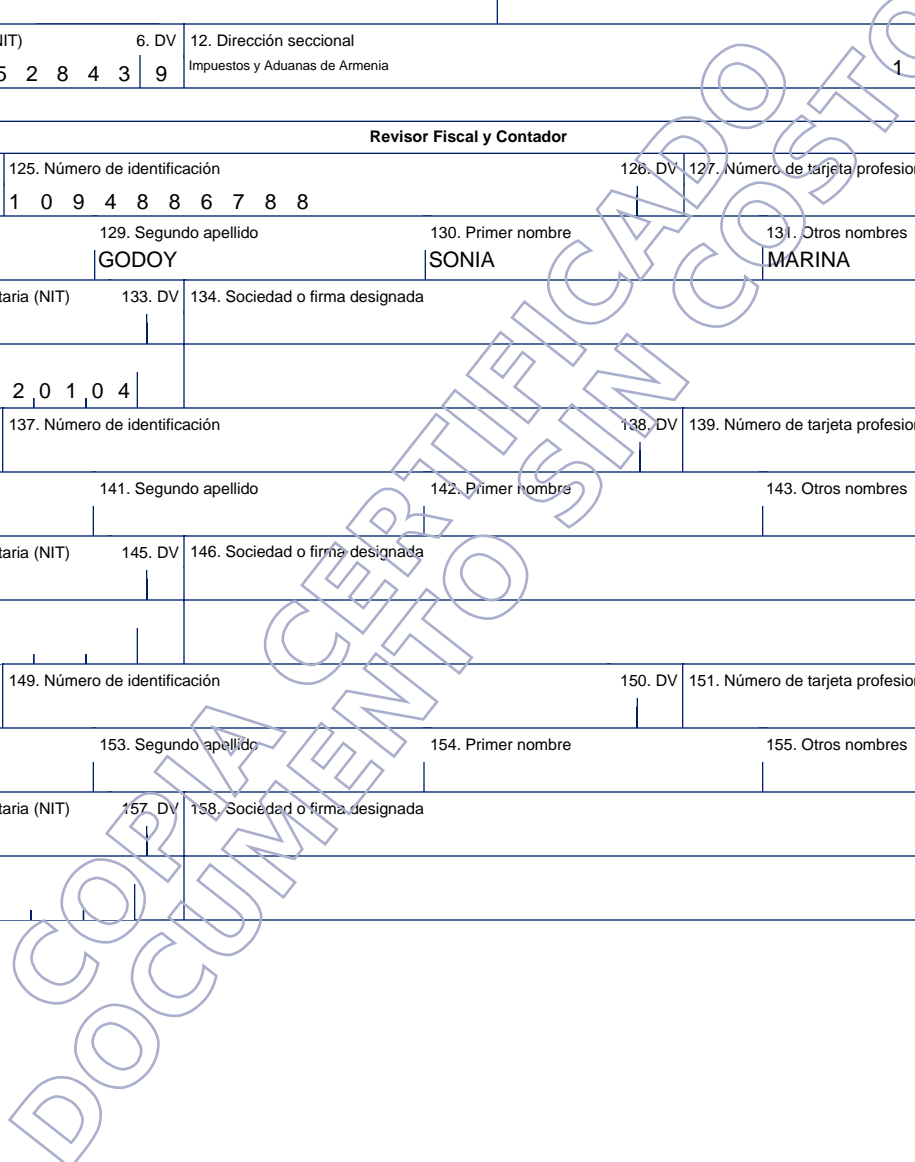 NIT) 6. DV 12. Dirección seccional
5 2 8 4 3 9 Impuestos y Aduanas de Armenia 1
Revisor Fiscal y Contador
125. Número de identificación 126. DV 127. Número de tarjeta profesion
1 0 9 4 8 8 6 7 8 8
129. Segundo apellido 130. Primer nombre 131. Otros nombres
GODOY SONIA MARINA
taria (NIT) 133. DV 134. Sociedad o firma designada
2 0 1 0 4
137. Número de identificación 138. DV 139. Número de tarjeta profesion
141. Segundo apellido 142. Primer nombre 143. Otros nombres
taria (NIT) 145. DV 146. Sociedad o firma designada
149. Número de identificación 150. DV 151. Número de tarjeta profesion
153. Segundo apellido 154. Primer nombre 155. Otros nombres
taria (NIT) 157. DV 158. Sociedad o firma designada
COPIA CERTIFICADO
DOCUMENTO SIN COSTO